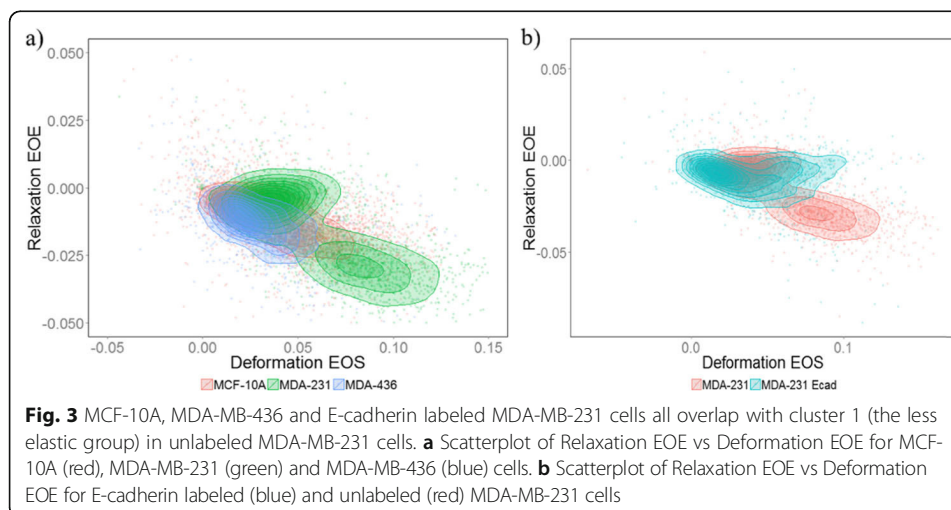 a)
0.050
0.025
0.000
-0.025
-0.050
Relaxation EOE
-0.05
0.00
0.05
0.10
0.15
Deformation EOS
MCF-10A MDA-231 MDA-436
b)
0.05
0.00
-0.05
Relaxation EOE
0.0
0.1
Deformation EOS
MDA-231 MDA-231 Ecad
Fig. 3 MCF-10A, MDA-MB-436 and E-cadherin labeled MDA-MB-231 cells all overlap with cluster 1 (the less
elastic group) in unlabeled MDA-MB-231 cells. a Scatterplot of Relaxation EOE vs Deformation EOE for MCF-
10A (red), MDA-MB-231 (green) and MDA-MB-436 (blue) cells. b Scatterplot of Relaxation EOE vs Deformation
EOE for E-cadherin labeled (blue) and unlabeled (red) MDA-MB-231 cells